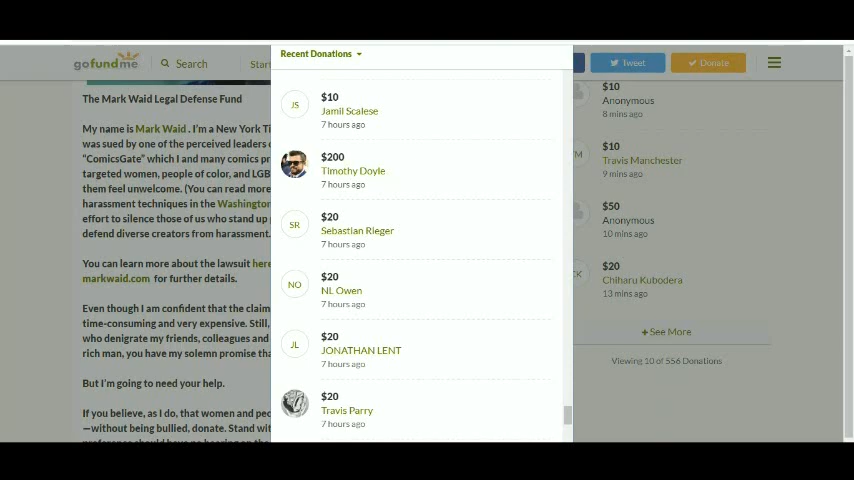 gofundme
Search
Start
Recent Donations
Tweet
Donate
The Mark Waid Legal Defense Fund
My name is Mark Waid . I'm a New York Ti
was sued by one of the perceived leaders
"ComicsGate" which I and many comics pr
targeted women, people of color, and LGB
them feel unwelcome. (You can read more
harassment techniques in the Washington
effort to silence those of us who stand up
defend diverse creators from harassment.
You can learn more about the lawsuit here
markwaid.com for further details.
Even though I am confident that the claim
time-consuming and very expensive. Still,
who denigrate my friends, colleagues and
rich man, you have my solemn promise tha
But I'm going to need your help.
If you believe, as I do, that women and peo
—without being bullied, donate. Stand wit
JS
$10
Jamil Scalese
7 hours ago
$200
Timothy Doyle
7 hours ago
SR
$20
Sebastian Rieger
7 hours ago
NO
$20
NL Owen
7 hours ago
JL
$20
JONATHAN LENT
7 hours ago
$20
Travis Parry
7 hours ago
$10
Anonymous
8 mins ago
TM
$10
Travis Manchester
9 mins ago
$50
Anonymous
10 mins ago
CK
$20
Chiharu Kubodera
13 mins ago
+See More
Viewing 10 of 556 Donations